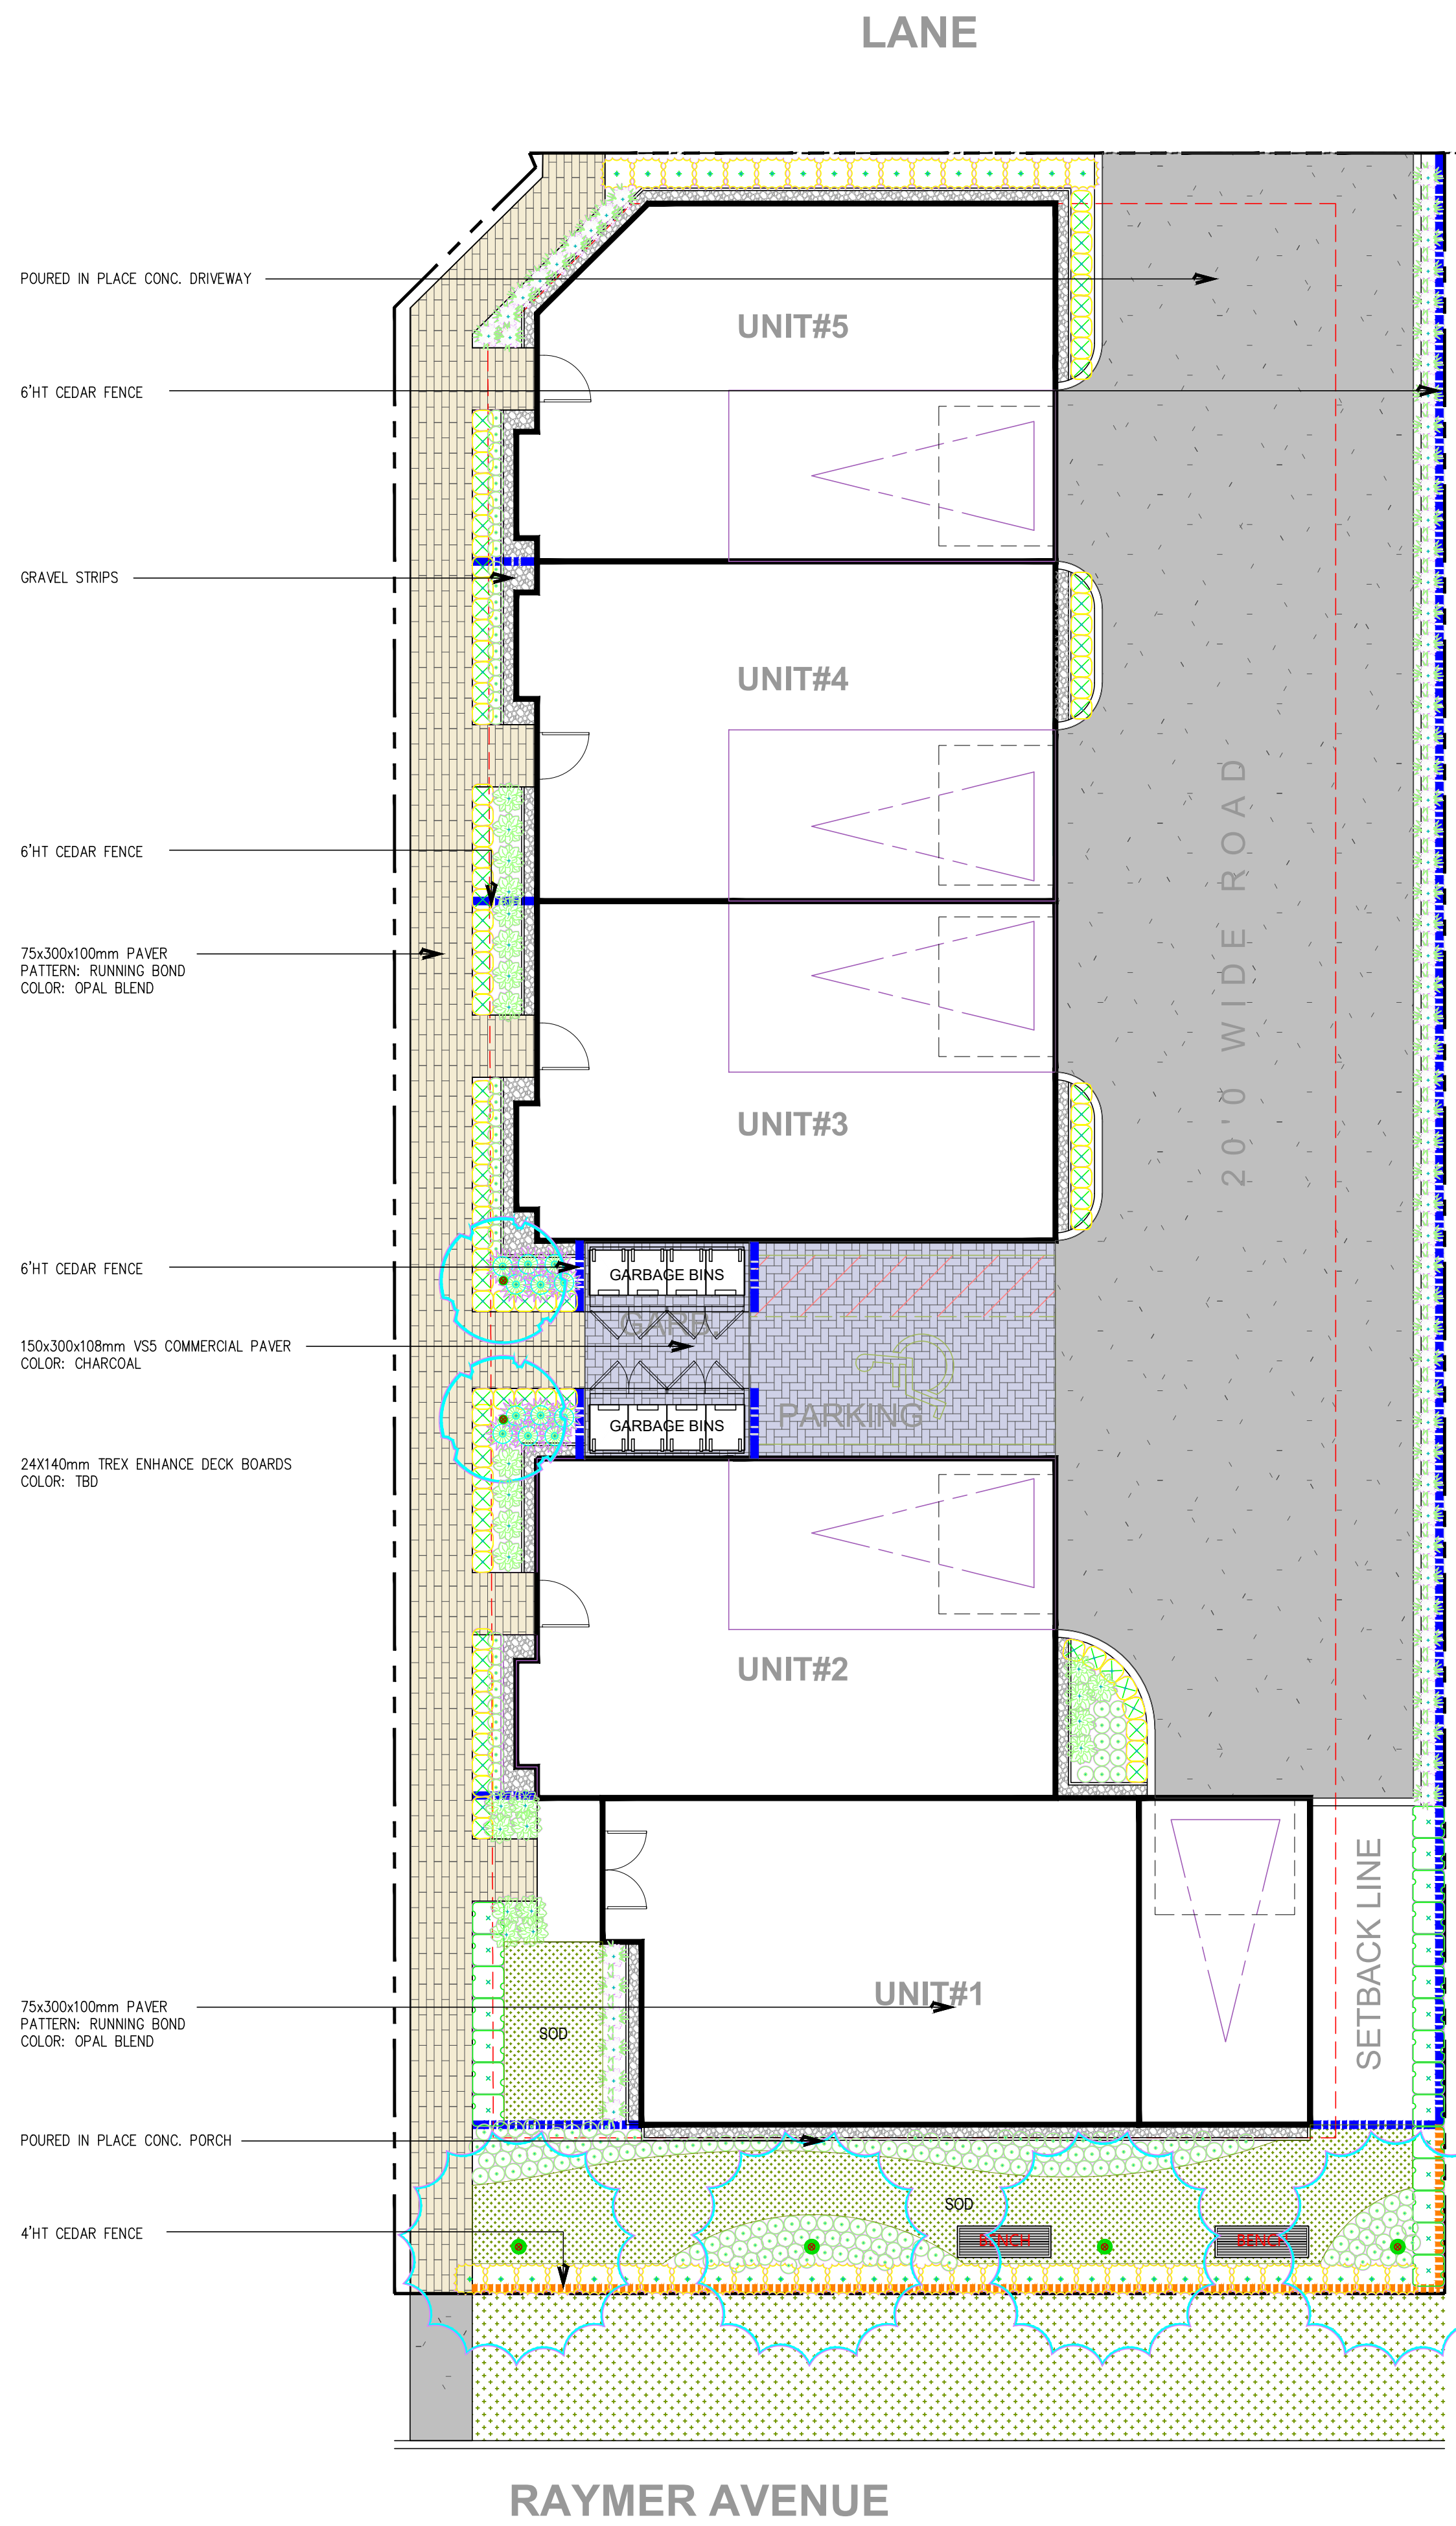 LANE
POURED IN PLACE CONC. DRIVEWAY
UNIT#5
6'HT CEDAR FENCE
GRAVEL STRIPS
UNIT#4
6'HT CEDAR FENCE
20'0 WIDE ROAD
75x300x100mm PAVER
PATTERN: RUNNING BOND
COLOR: OPAL BLEND
UNIT#3
6'HT CEDAR FENCE
GARBAGE BINS
GARB.
150x300x108mm VS5 COMMERCIAL PAVER
COLOR: CHARCOAL
PARKING
GARBAGE BINS
24X140mm TREX ENHANCE DECK BOARDS
COLOR: TBD
UNIT#2
SETBACK LINE
UNIT#1
75x300x100mm PAVER
PATTERN: RUNNING BOND
COLOR: OPAL BLEND
SOD
POURED IN PLACE CONC. PORCH
SOD
4'HT CEDAR FENCE
BENCH
BENCH
RAYMER AVENUE